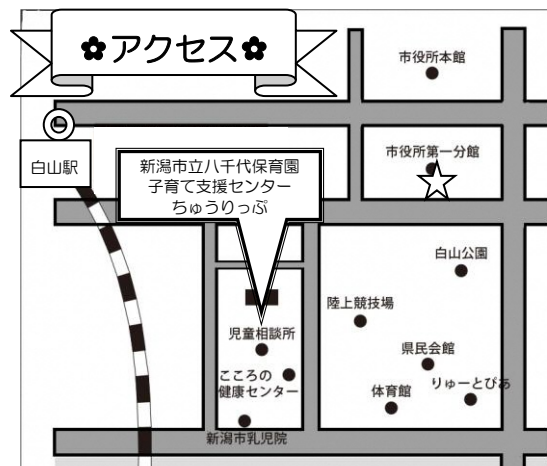 ✿アクセス✿
市役所本館
白山駅
新潟市立八千代保育園
子育て支援センター
ちゅうりっぷ
市役所第一分館
白山公園
陸上競技場
児童相談所
県民会館
こころの
健康センター
体育館
りゅーとぴあ
新潟市乳児院